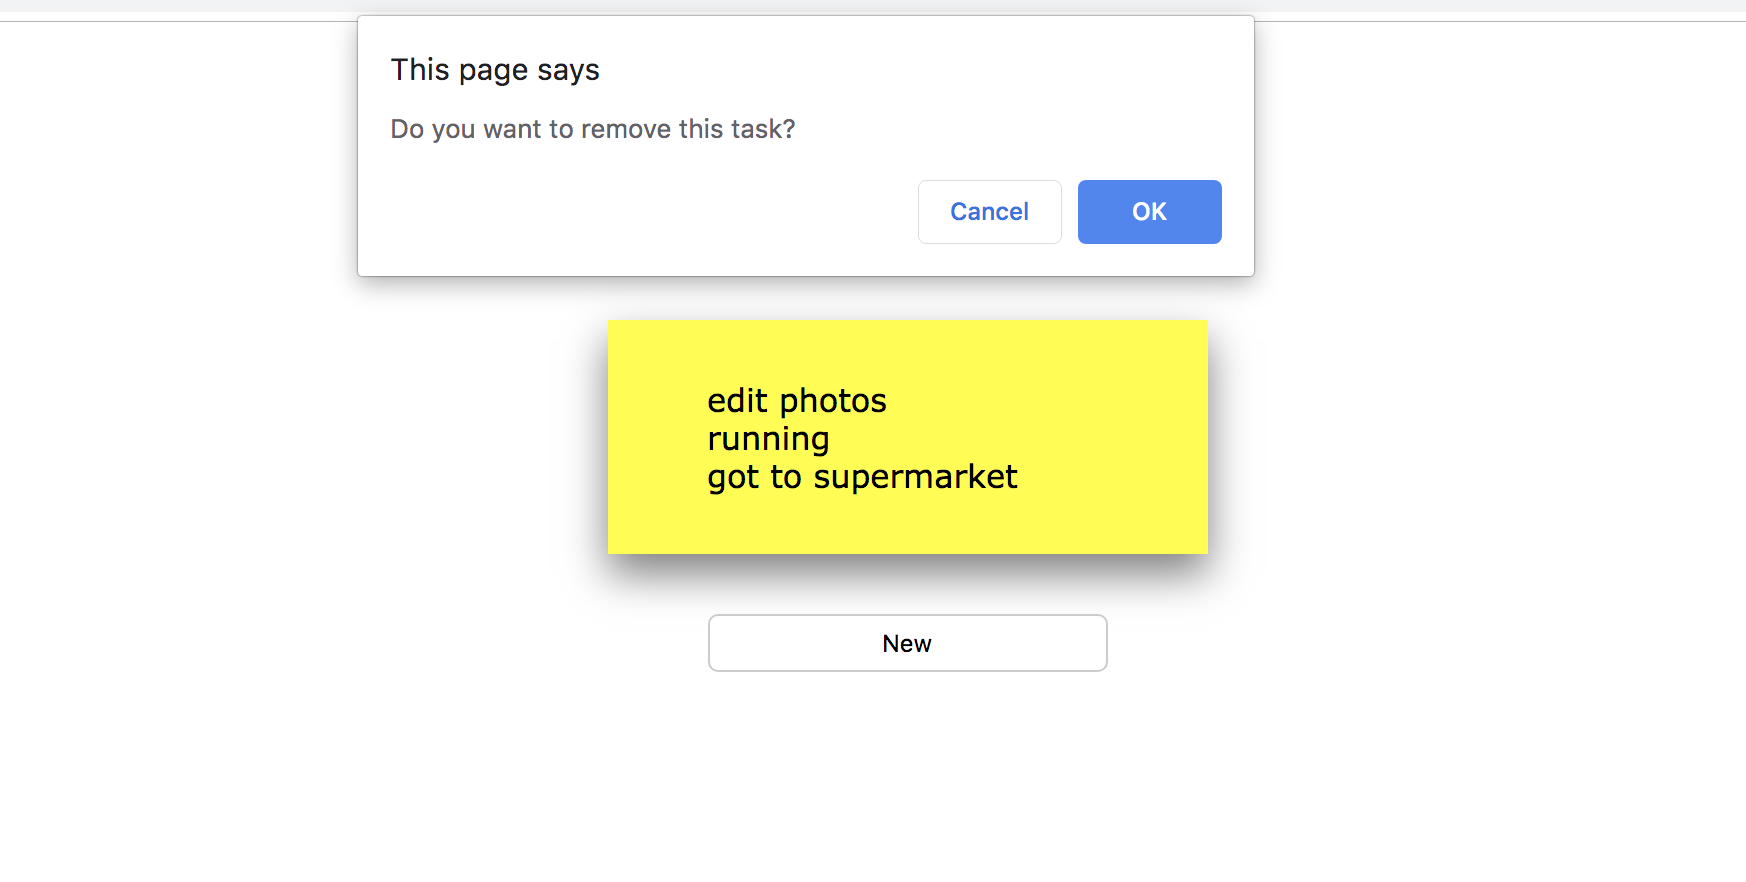 This page says
Do you want to remove this task?
Cancel
OK
edit photos
running
got to supermarket
New